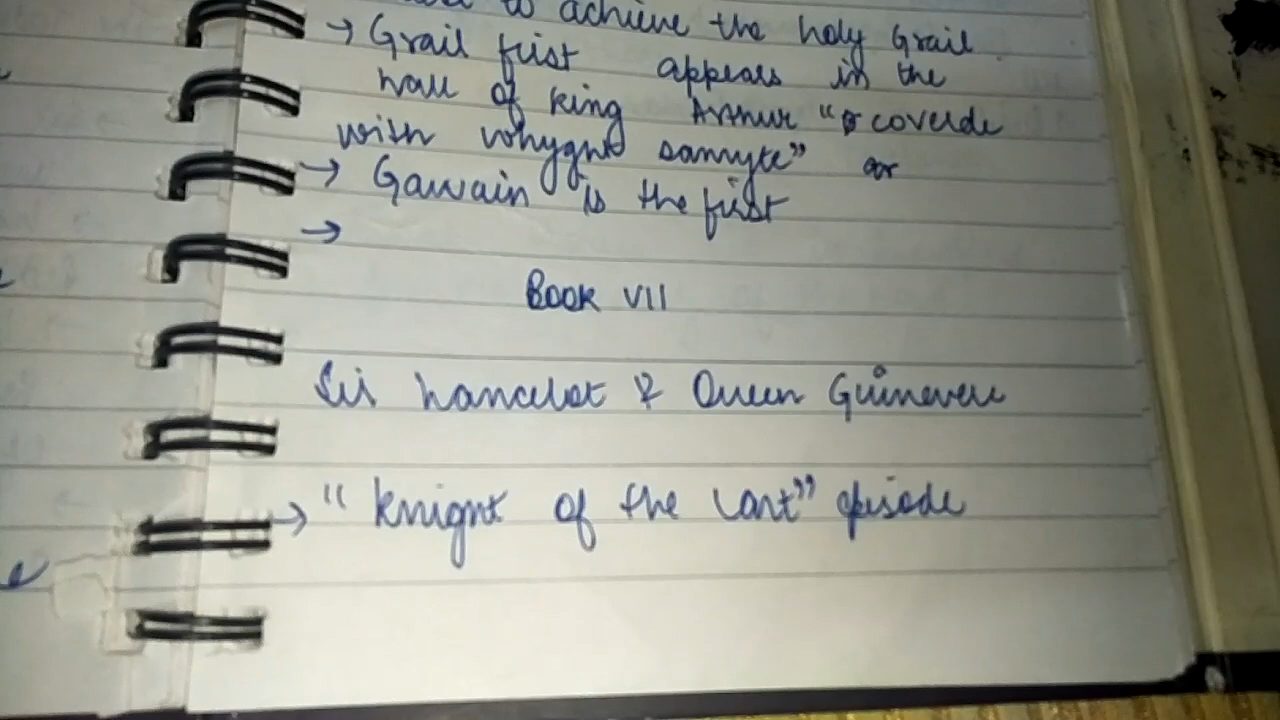 to achieve the holy Grail
→ Grail first appears in the
hall of king Arthur "coverde
with whyght samyte" or
→ Gawain is the first
→
Book VII
Sir Lancelot & Queen Guinevere
→ "Knight of the Cart" episode